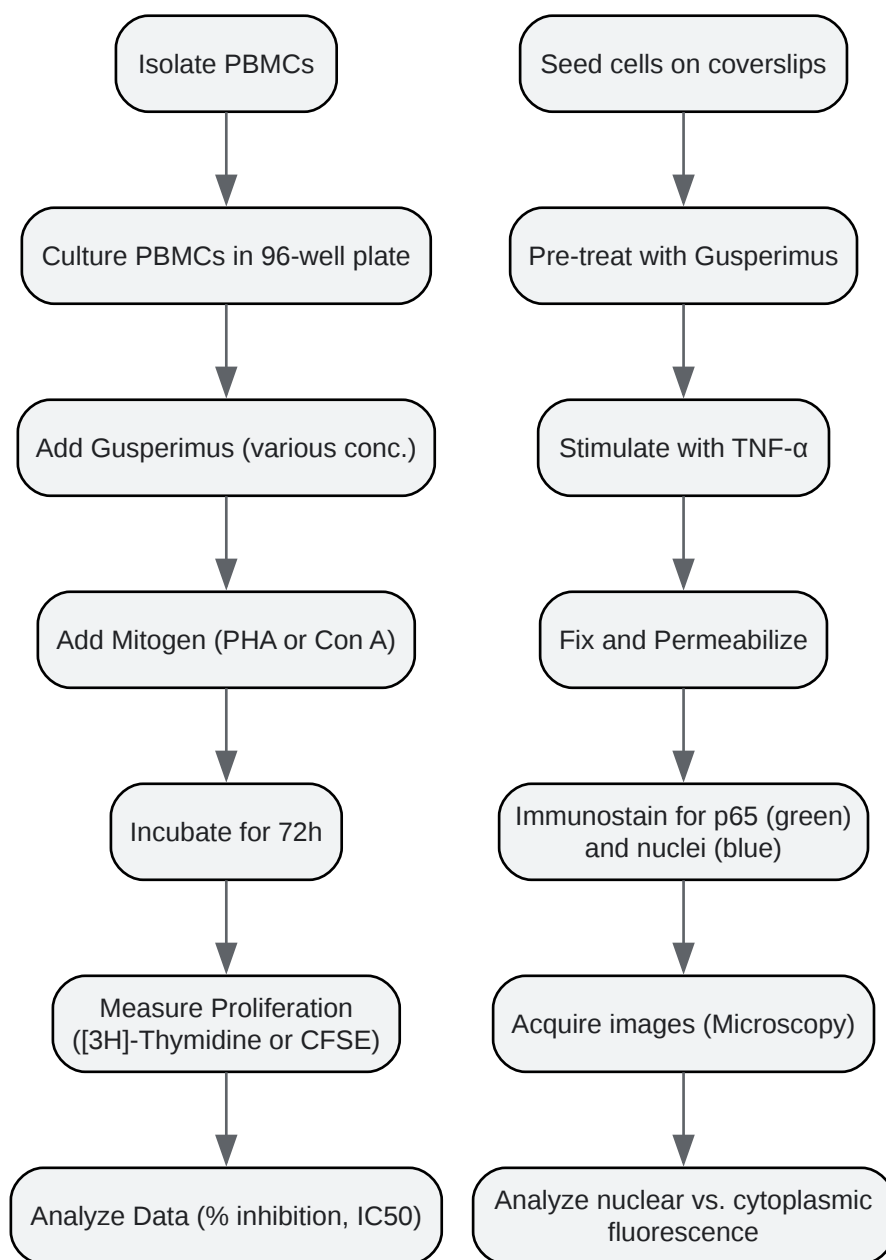 Isolate PBMCs
Culture PBMCs in 96-well plate
Add Gusperimus (various conc.)
Add Mitogen (PHA or Con A)
Incubate for 72h
Measure Proliferation
([3H]-Thymidine or CFSE)
Analyze Data (% inhibition, IC50)
Seed cells on coverslips
Pre-treat with Gusperimus
Stimulate with TNF-α
Fix and Permeabilize
Immunostain for p65 (green)
and nuclei (blue)
Acquire images (Microscopy)
Analyze nuclear vs. cytoplasmic
fluorescence